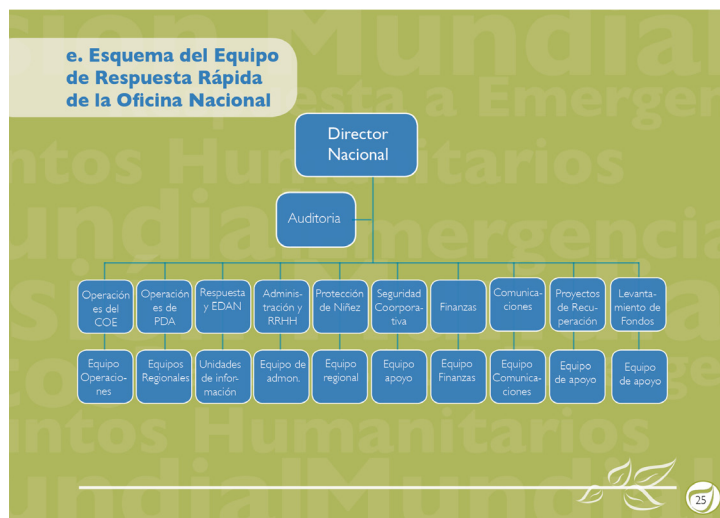 e. Esquema del Equipo
de Respuesta Rápida
de la Oficina Nacional
Director
Nacional
Auditoria
Operación
es del
COE
Operación
es de
PDA
Respuesta
y EDAN
Adminis-
tración y
RRHH
Protección
de Niñez
Seguridad
Coorpora-
tiva
Finanzas
Comunica-
ciones
Proyectos
de Recu-
peración
Levanta-
miento de
Fondos
Equipo
Operacio-
nes
Equipos
Regionales
Unidades
de infor-
mación
Equipo de
admon.
Equipo
regional
Equipo
apoyo
Equipo
Finanzas
Equipo
Comunica-
ciones
Equipo
de apoyo
Equipo
de apoyo
25